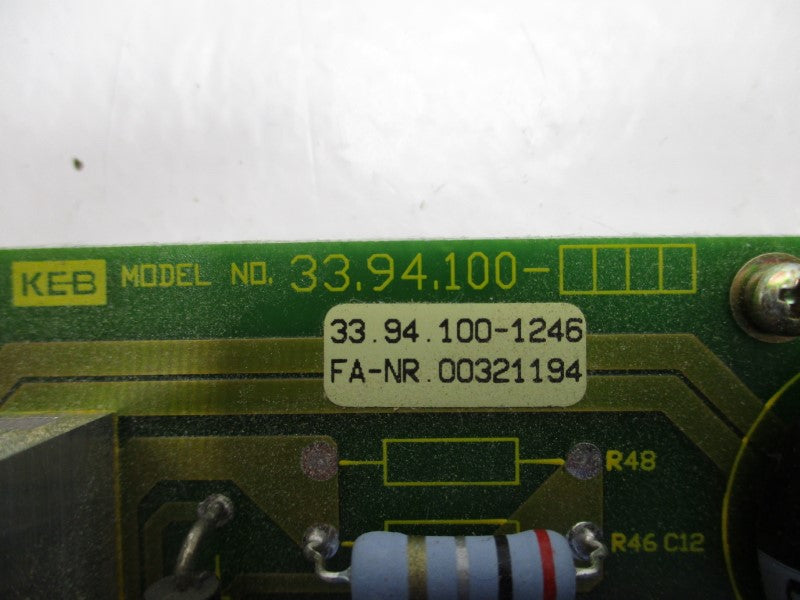 KEB MODEL NO. 33.94.100-
33.94.100-1246
FA-NR.00321194
R48
R46 C12